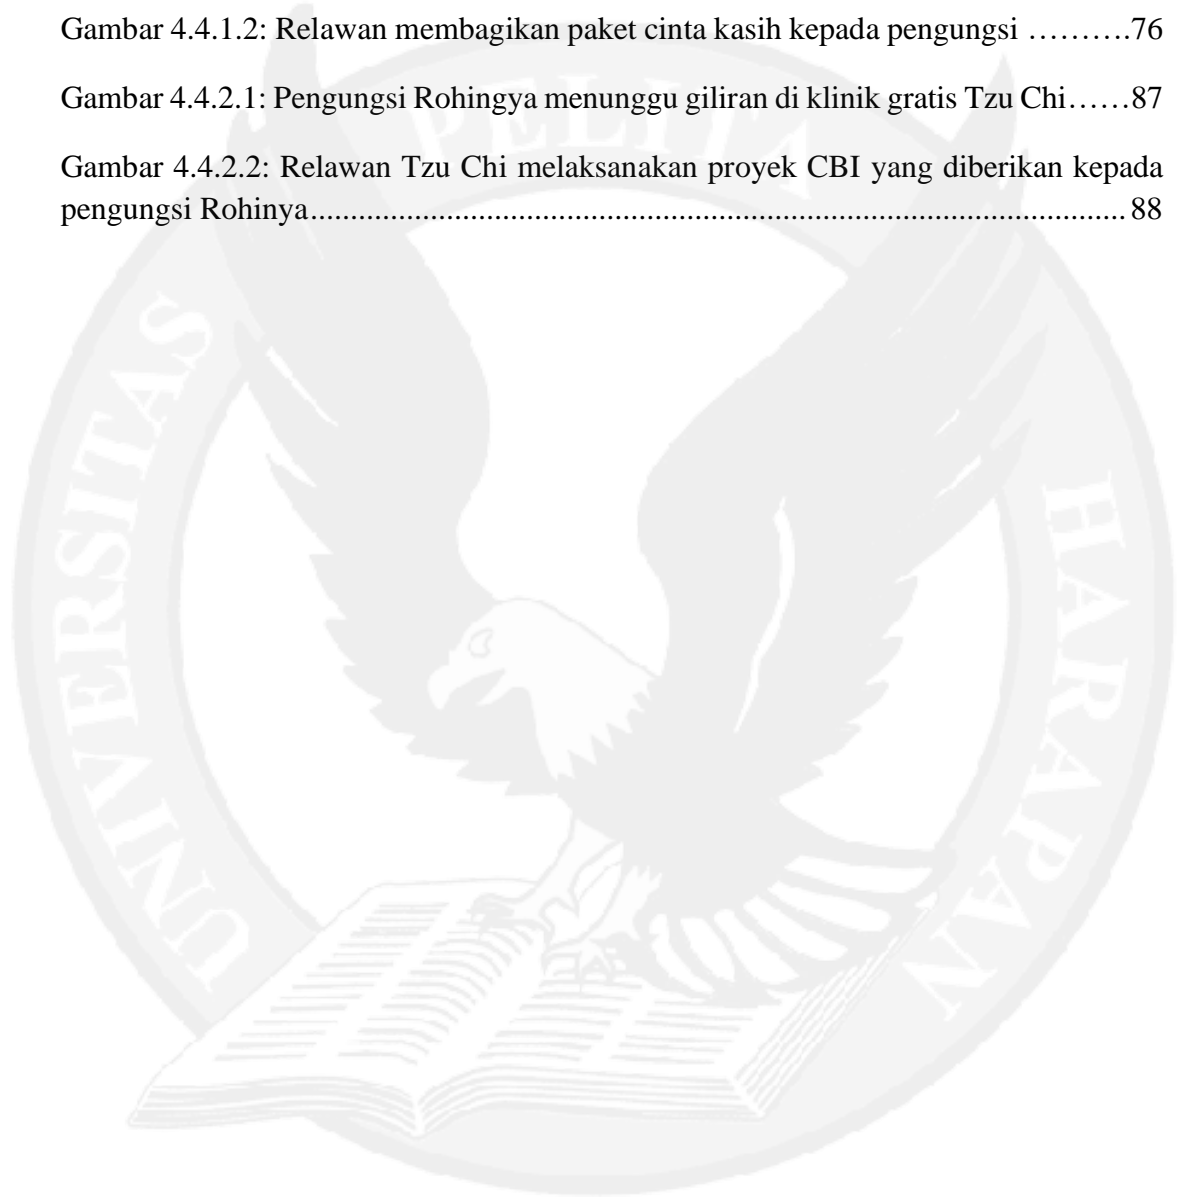 Gambar 4.4.1.2: Relawan membagikan paket cinta kasih kepada pengungsi ……….76
Gambar 4.4.2.1: Pengungsi Rohingya menunggu giliran di klinik gratis Tzu Chi……87
Gambar 4.4.2.2: Relawan Tzu Chi melaksanakan proyek CBI yang diberikan kepada
pengungsi Rohinya....................................................................................................... 88
UNIVERSITAS
PELITA
HARAPAN